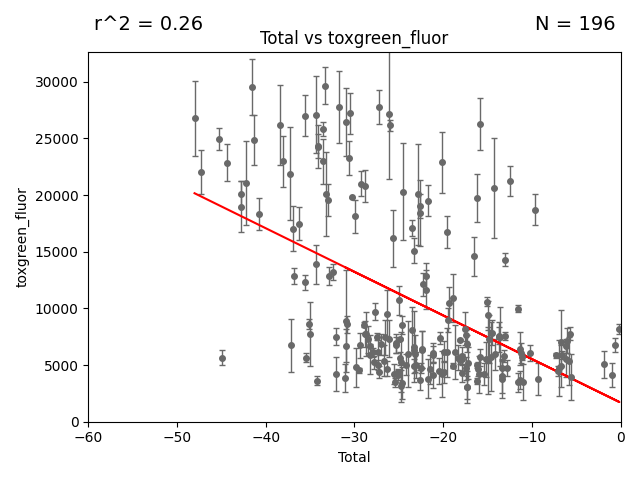 r^2 = 0.26
N = 196
Total vs toxgreen_fluor
30000
25000
20000
15000
10000
5000
0
toxgreen_fluor
−60
−50
−40
−30
−20
−10
0
Total